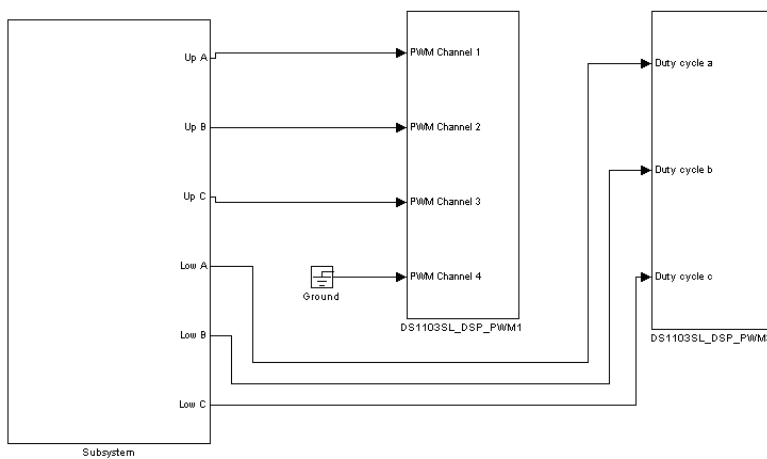 Up A
Up B
Up C
Low A
Low B
Low C
Subsystem
Ground
PWM Channel 1
PWM Channel 2
PWM Channel 3
PWM Channel 4
DS1103SL_DSP_PWM1
Duty cycle a
Duty cycle b
Duty cycle c